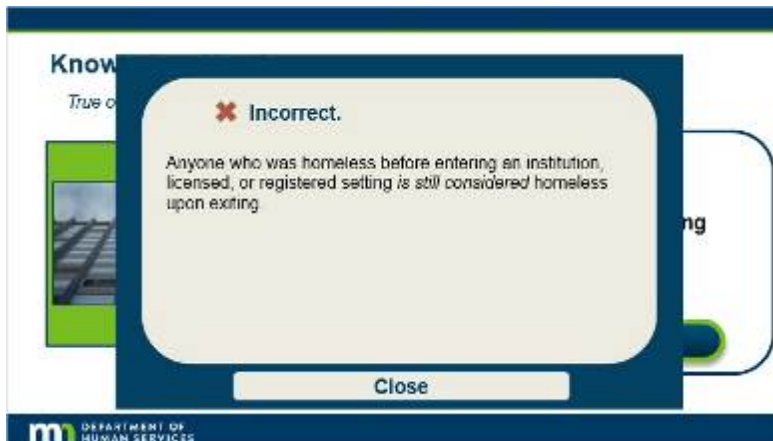 Know
True o
Incorrect.
Anyone who was homeless before entering an institution,
licensed, or registered setting is still considered homeless
upon exiting.
ng
Close
DEPARTMENT OF
HUMAN SERVICES